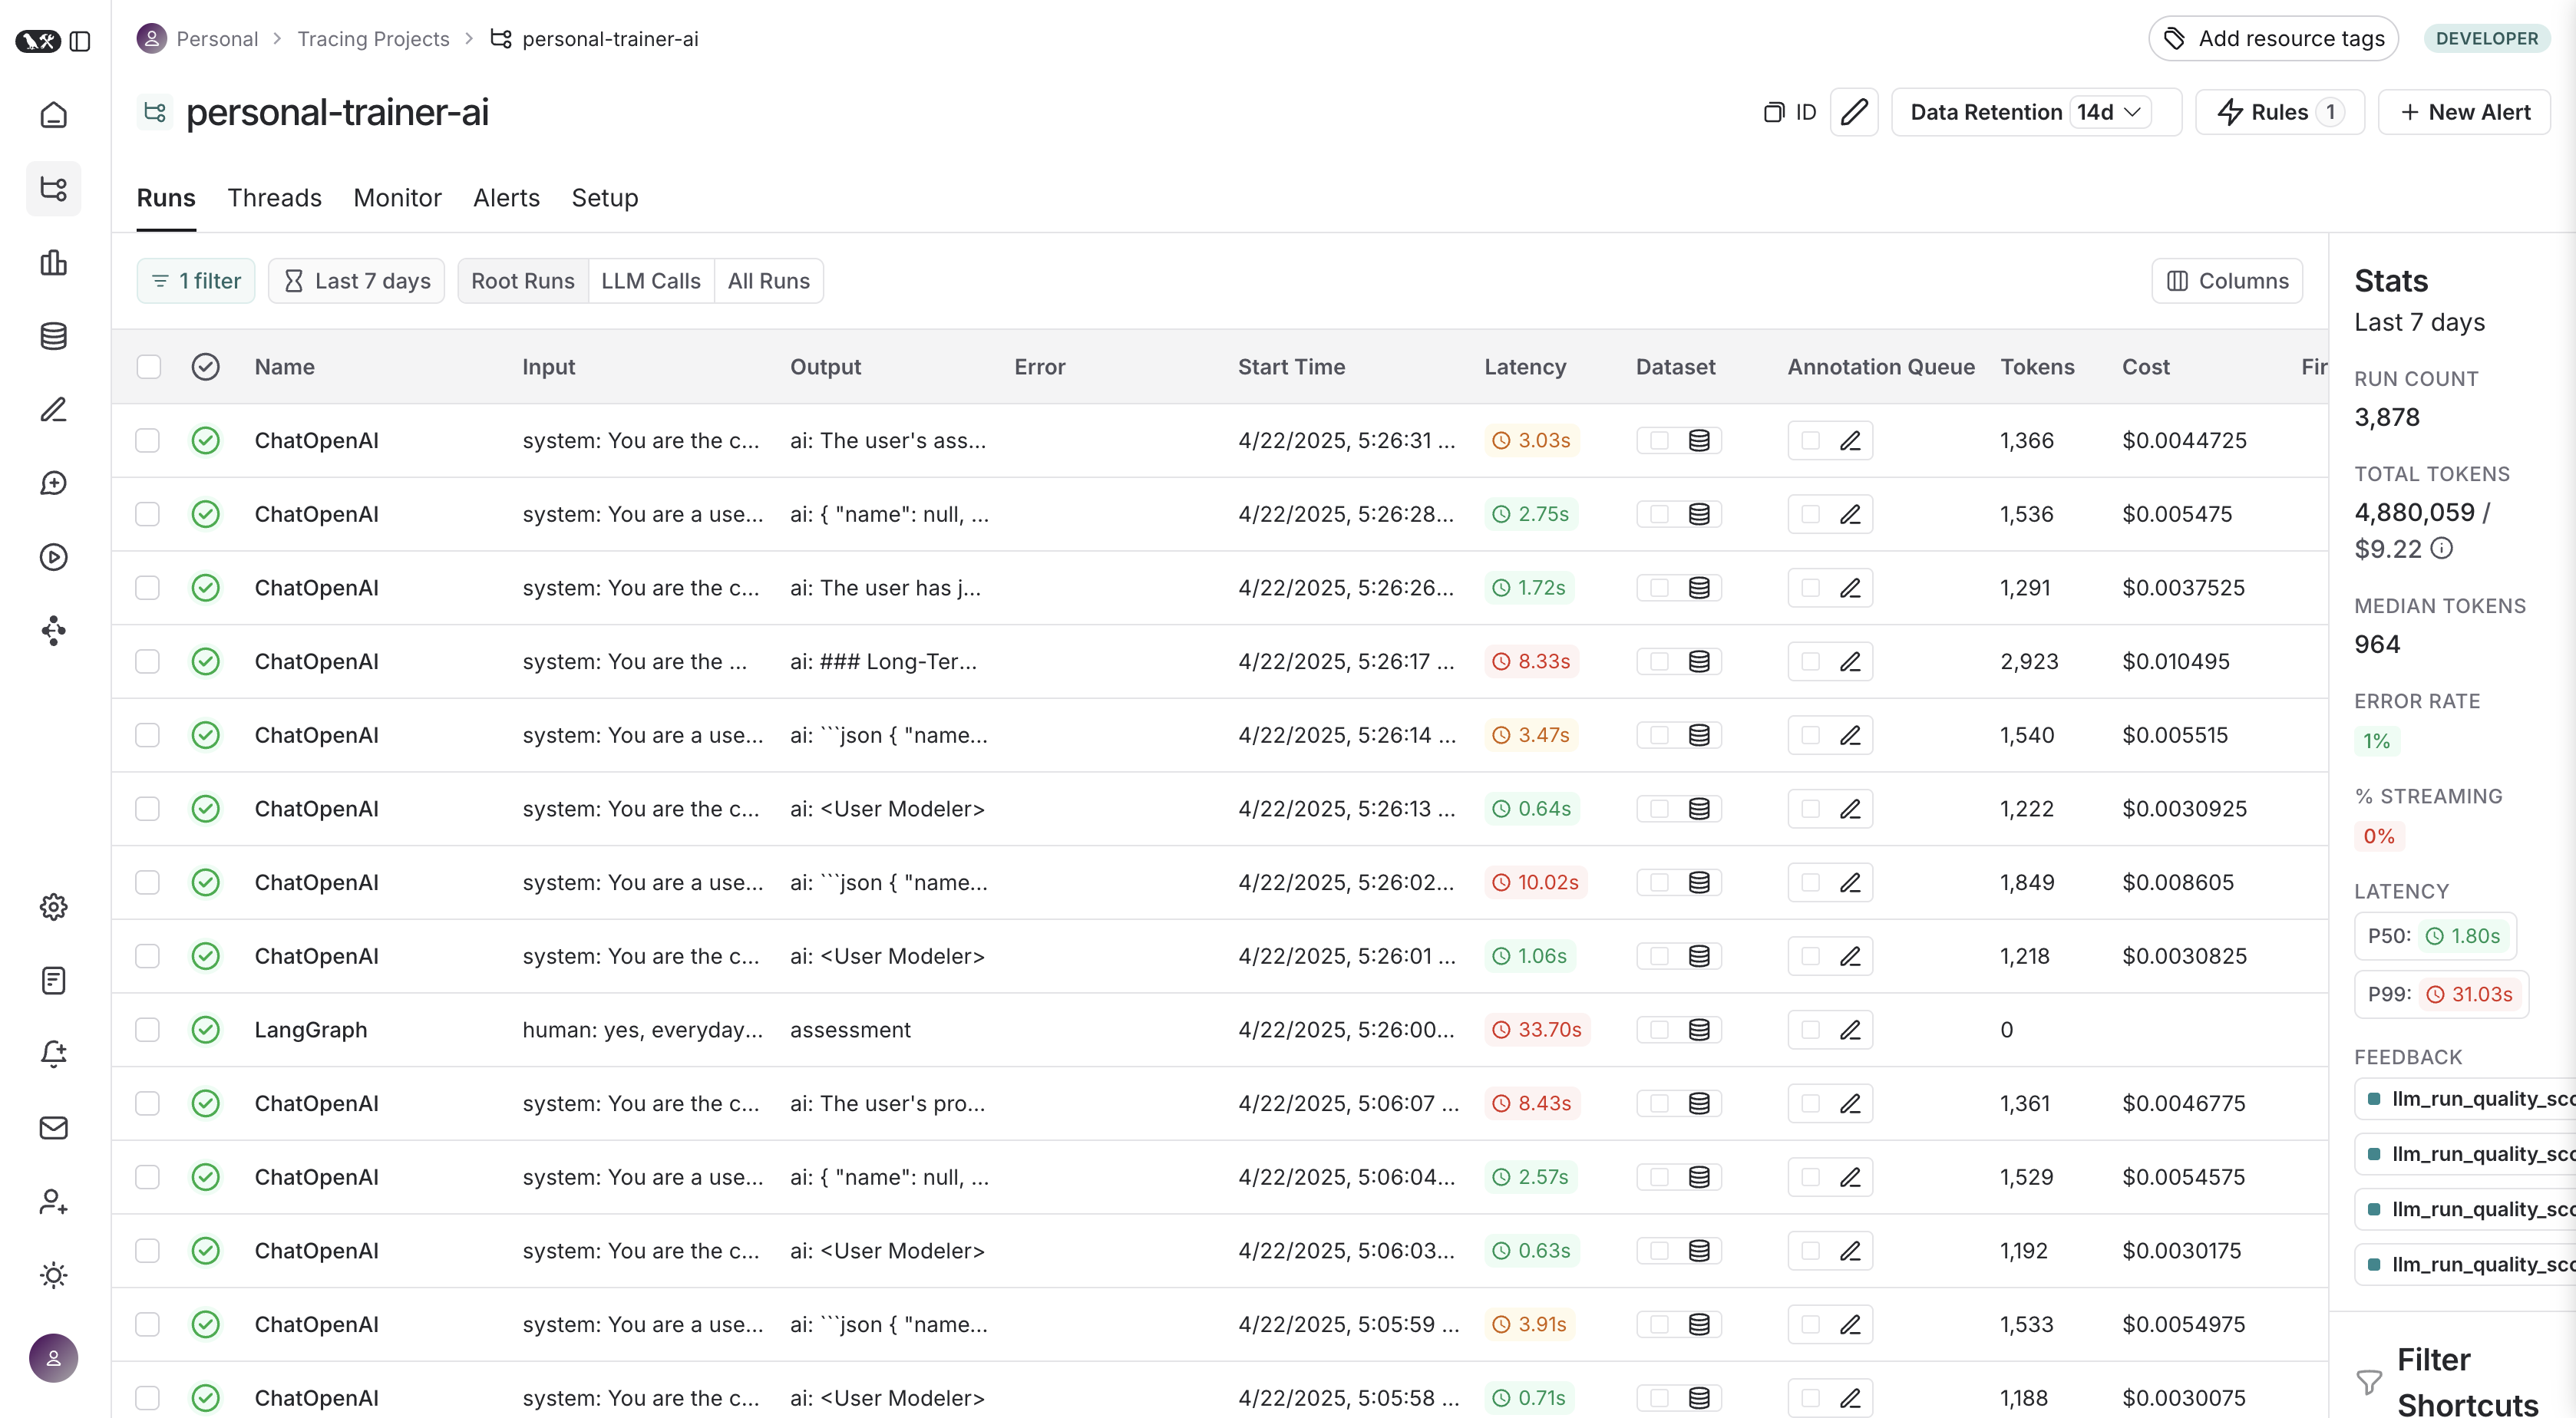 Personal > Tracing Projects > personal-trainer-ai
Add resource tags
DEVELOPER
personal-trainer-ai
ID
Data Retention 14d
Rules 1
+ New Alert
Runs Threads Monitor Alerts Setup
1 filter
Last 7 days
Root Runs LLM Calls All Runs
Columns
Name Input Output Error Start Time Latency Dataset Annotation Queue Tokens Cost Fir
ChatOpenAI system: You are the c... ai: The user's ass... 4/22/2025, 5:26:31 ... 3.03s 1,366 $0.0044725
ChatOpenAI system: You are a use... ai: { "name": null, ... 4/22/2025, 5:26:28... 2.75s 1,536 $0.005475
ChatOpenAI system: You are the c... ai: The user has j... 4/22/2025, 5:26:26... 1.72s 1,291 $0.0037525
ChatOpenAI system: You are the ... ai: ### Long-Ter... 4/22/2025, 5:26:17 ... 8.33s 2,923 $0.010495
ChatOpenAI system: You are a use... ai: ```json { "name... 4/22/2025, 5:26:14 ... 3.47s 1,540 $0.005515
ChatOpenAI system: You are the c... ai: <User Modeler> 4/22/2025, 5:26:13 ... 0.64s 1,222 $0.0030925
ChatOpenAI system: You are a use... ai: ```json { "name... 4/22/2025, 5:26:02... 10.02s 1,849 $0.008605
ChatOpenAI system: You are the c... ai: <User Modeler> 4/22/2025, 5:26:01 ... 1.06s 1,218 $0.0030825
LangGraph human: yes, everyday... assessment 4/22/2025, 5:26:00... 33.70s 0
ChatOpenAI system: You are the c... ai: The user's pro... 4/22/2025, 5:06:07 ... 8.43s 1,361 $0.0046775
ChatOpenAI system: You are a use... ai: { "name": null, ... 4/22/2025, 5:06:04... 2.57s 1,529 $0.0054575
ChatOpenAI system: You are the c... ai: <User Modeler> 4/22/2025, 5:06:03... 0.63s 1,192 $0.0030175
ChatOpenAI system: You are a use... ai: ```json { "name... 4/22/2025, 5:05:59 ... 3.91s 1,533 $0.0054975
ChatOpenAI system: You are the c... ai: <User Modeler> 4/22/2025, 5:05:58 ... 0.71s 1,188 $0.0030075
Stats
Last 7 days
RUN COUNT
3,878
TOTAL TOKENS
4,880,059 /
$9.22
MEDIAN TOKENS
964
ERROR RATE
1%
% STREAMING
0%
LATENCY
P50: 1.80s
P99: 31.03s
FEEDBACK
llm_run_quality_sco
llm_run_quality_sco
llm_run_quality_sco
llm_run_quality_sco
Filter
Shortcuts